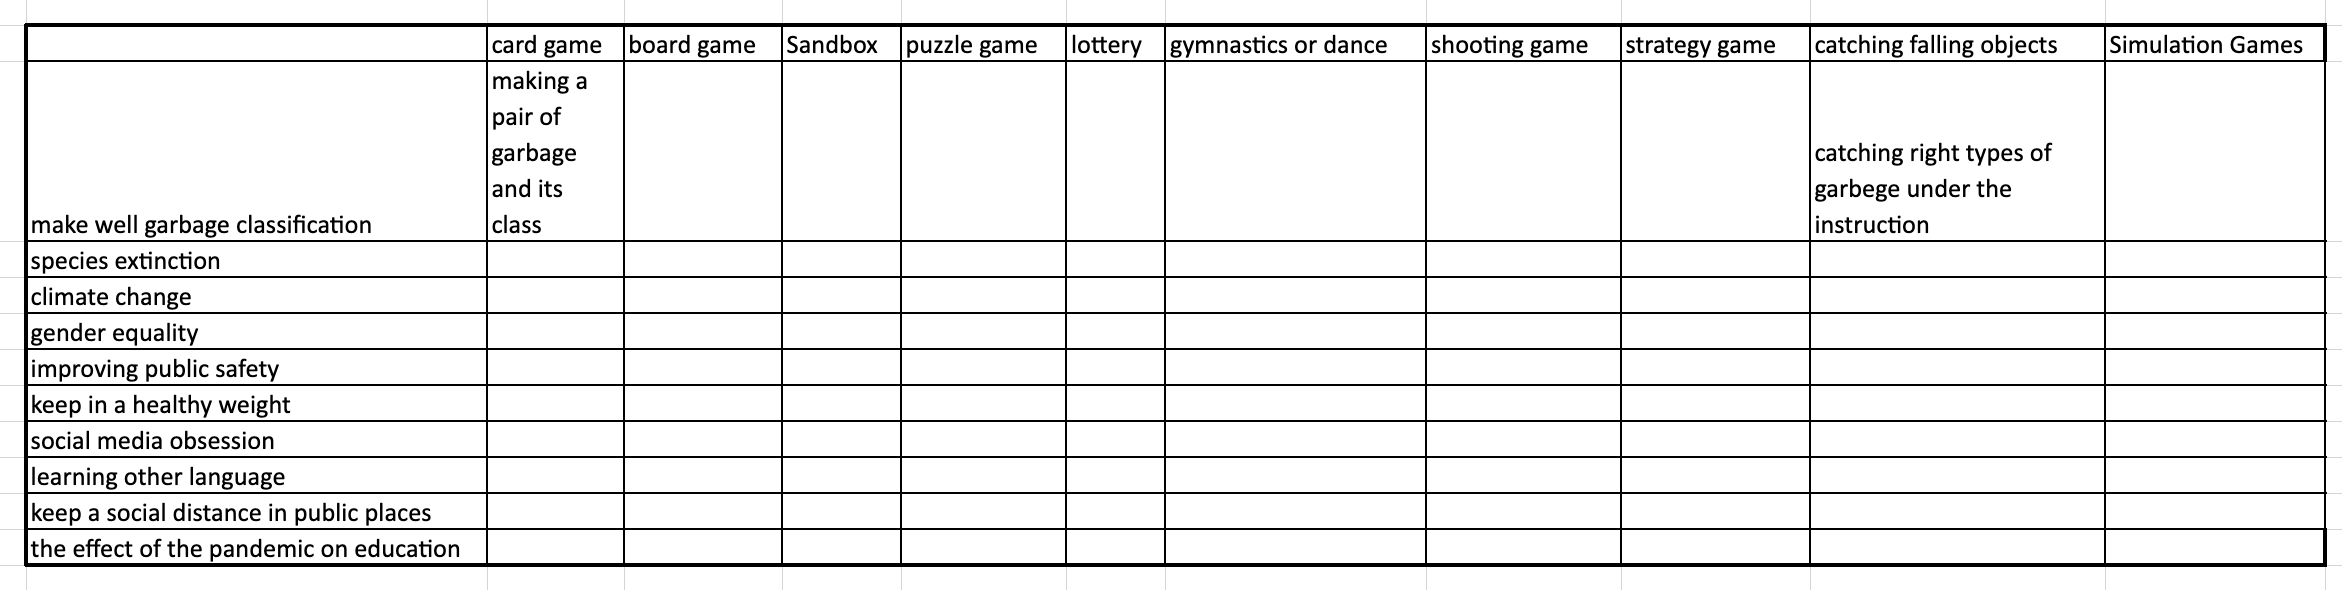 card game board game Sandbox puzzle game lottery gymnastics or dance shooting game strategy game catching falling objects Simulation Games
making a
pair of
garbage
and its
class
catching right types of
garbege under the
instruction
make well garbage classification
species extinction
climate change
gender equality
improving public safety
keep in a healthy weight
social media obsession
learning other language
keep a social distance in public places
the effect of the pandemic on education